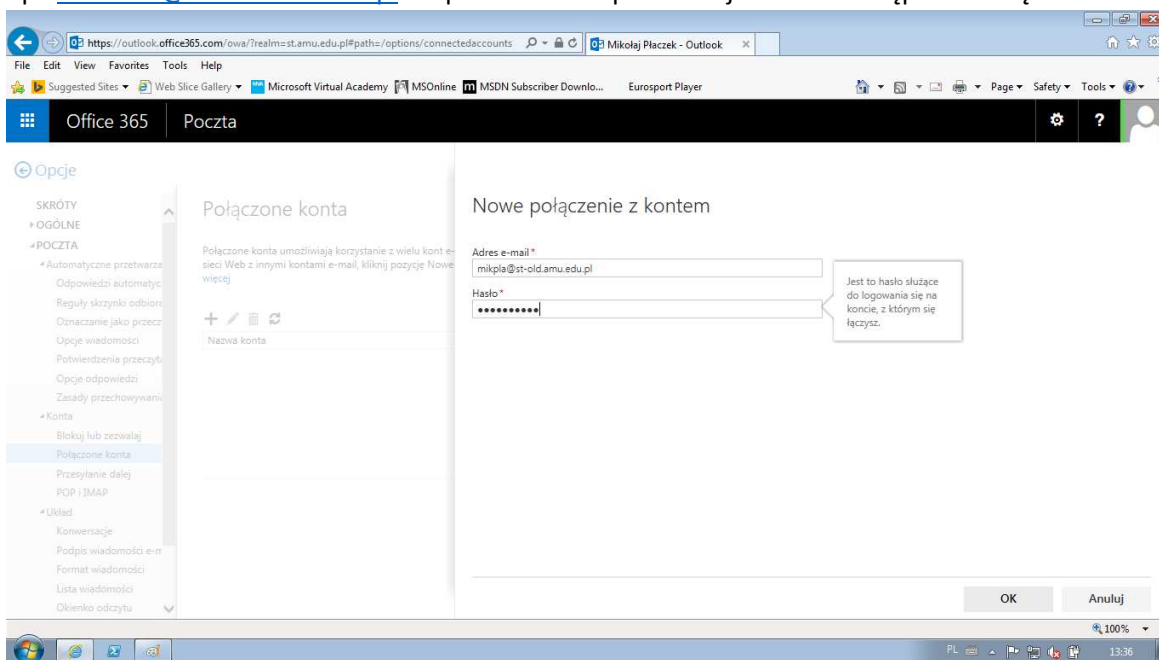 https://outlook.office365.com/owa/?realm=st.amu.edu.pl#path=/options/connectedaccounts
Mikołaj Płaczek - Outlook
File Edit View Favorites Tools Help
Suggested Sites Web Slice Gallery Microsoft Virtual Academy MSOnline MSDN Subscriber Downlo... Eurosport Player Page Safety Tools
Office 365 Poczta ?
Opcje
SKRÓTY
OGÓLNE
POCZTA
Automatyczne przetwarza
Odpowiedzi automatyc
Reguły skrzynki odbiorc
Oznaczanie jako przecz
Opcje wiadomości
Potwierdzenia przeczyta
Opcje odpowiedzi
Zasady przechowywania
Konta
Blokuj lub zezwalaj
Połączone konta
Przesyłanie dalej
POP i IMAP
Układ
Konwersacje
Podpis wiadomości e-m
Format wiadomości
Lista wiadomości
Okienko odczytu
Połączone konta
Połączone konta umożliwiają korzystanie z wielu kont e-
sieci Web z innymi kontami e-mail, kliknij pozycję Nowe
więcej
Nazwa konta
Nowe połączenie z kontem
Adres e-mail *
mikpla@st-old.amu.edu.pl
Hasło *
Jest to hasło służące
do logowania się na
koncie, z którym się
łączysz.
OK Anuluj
100%
PL 13:36